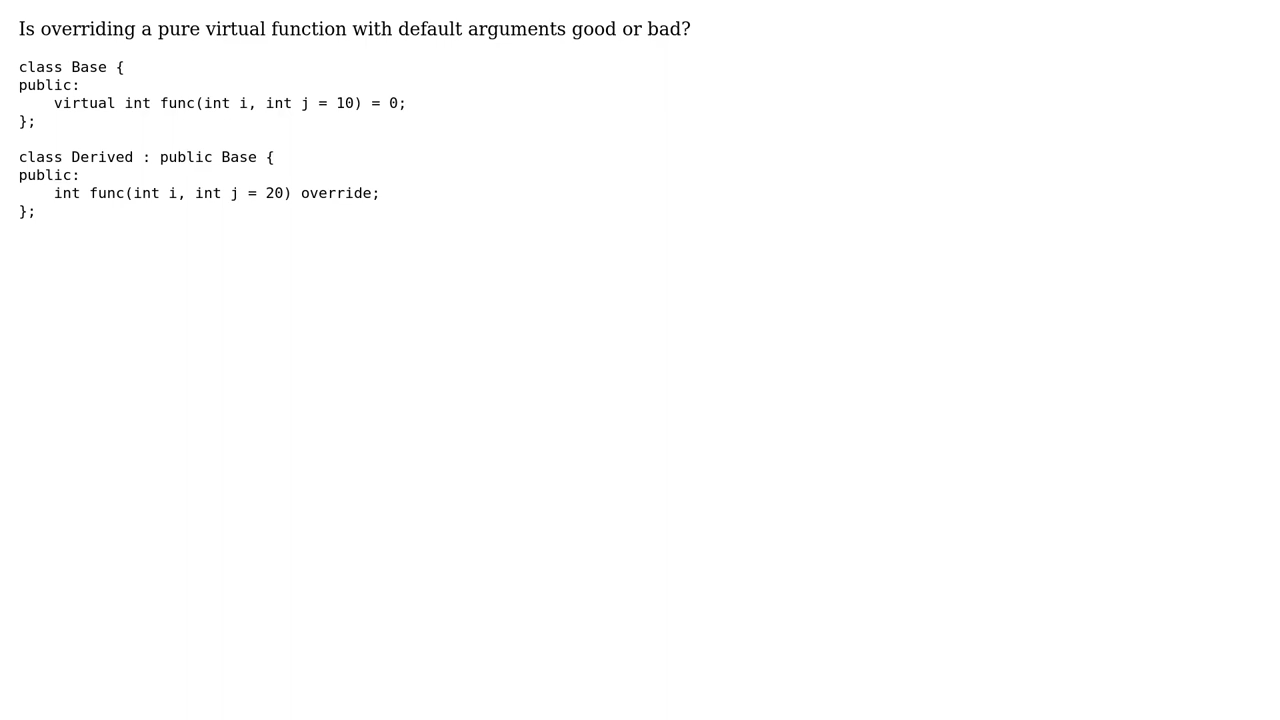 Is overriding a pure virtual function with default arguments good or bad?
class Base {
public:
    virtual int func(int i, int j = 10) = 0;
};

class Derived : public Base {
public:
    int func(int i, int j = 20) override;
};